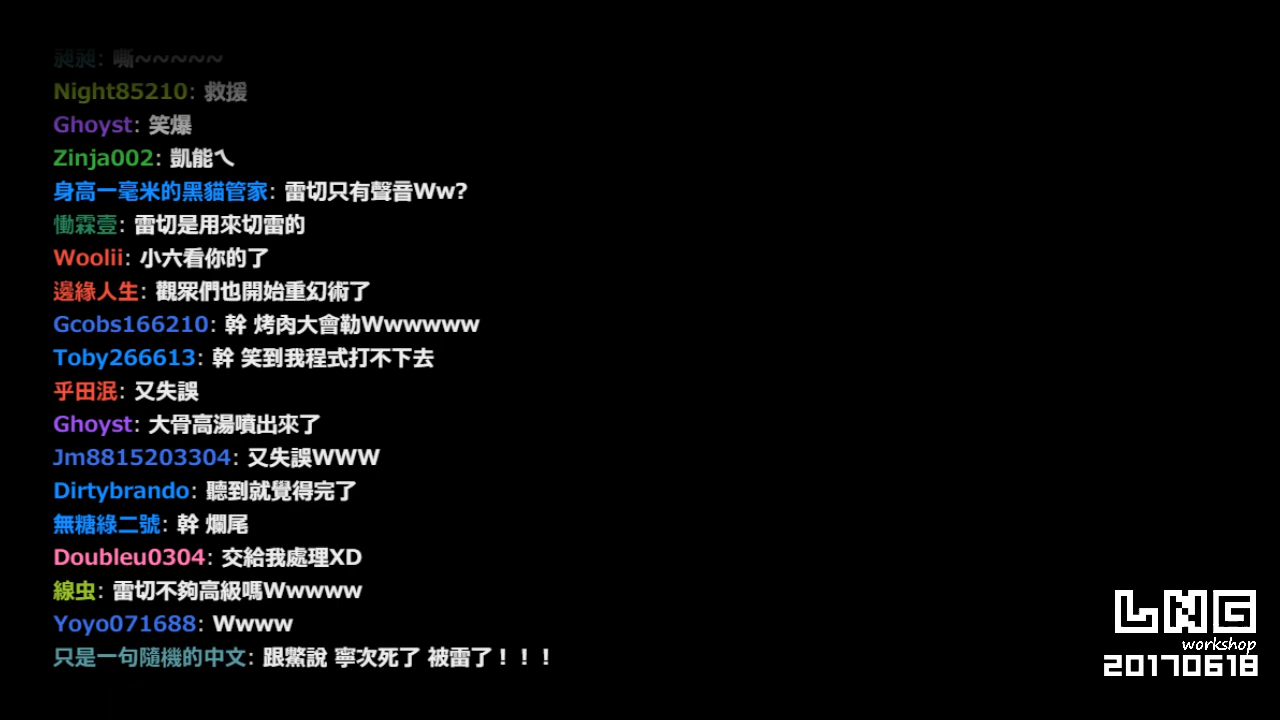 昶昶: 嘶~~~~~
Night85210: 救援
Ghoyst: 笑爆
Zinja002: 凱能ㄟ
身高一毫米的黑貓管家: 雷切只有聲音Ww?
慟霖壹: 雷切是用來切雷的
Woolii: 小六看你的了
邊緣人生: 觀眾們也開始重幻術了
Gcobs166210: 幹 烤肉大會勒Wwwwww
Toby266613: 幹 笑到我程式打不下去
乎田泯: 又失誤
Ghoyst: 大骨高湯噴出來了
Jm8815203304: 又失誤WWW
Dirtybrando: 聽到就覺得完了
無糖綠二號: 幹 爛尾
Doubleu0304: 交給我處理XD
線虫: 雷切不夠高級嗎Wwwww
Yoyo071688: Wwww
只是一句隨機的中文: 跟鱉說 寧次死了 被雷了！！！
LNG
workshop
20170618